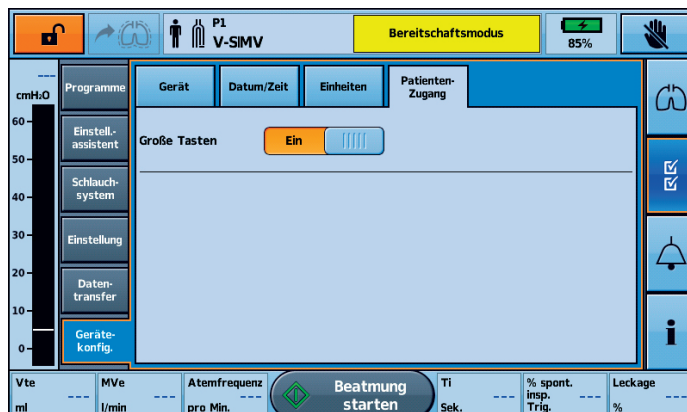 P1
V-SIMV
Bereitschaftsmodus
85%
---
cmH₂O
60
50
40
30
20
10
0
Programme
Einstell.-
assistent
Schlauch-
system
Einstellung
Daten-
transfer
Geräte-
konfig.
Gerät
Datum/Zeit
Einheiten
Patienten-
Zugang
Große Tasten
Ein
i
Vte
---
ml
MVe
---
l/min
Atemfrequenz
---
pro Min.
Beatmung
starten
Ti
---
Sek.
% spont.
insp.
---
Trig.
Leckage
---
%